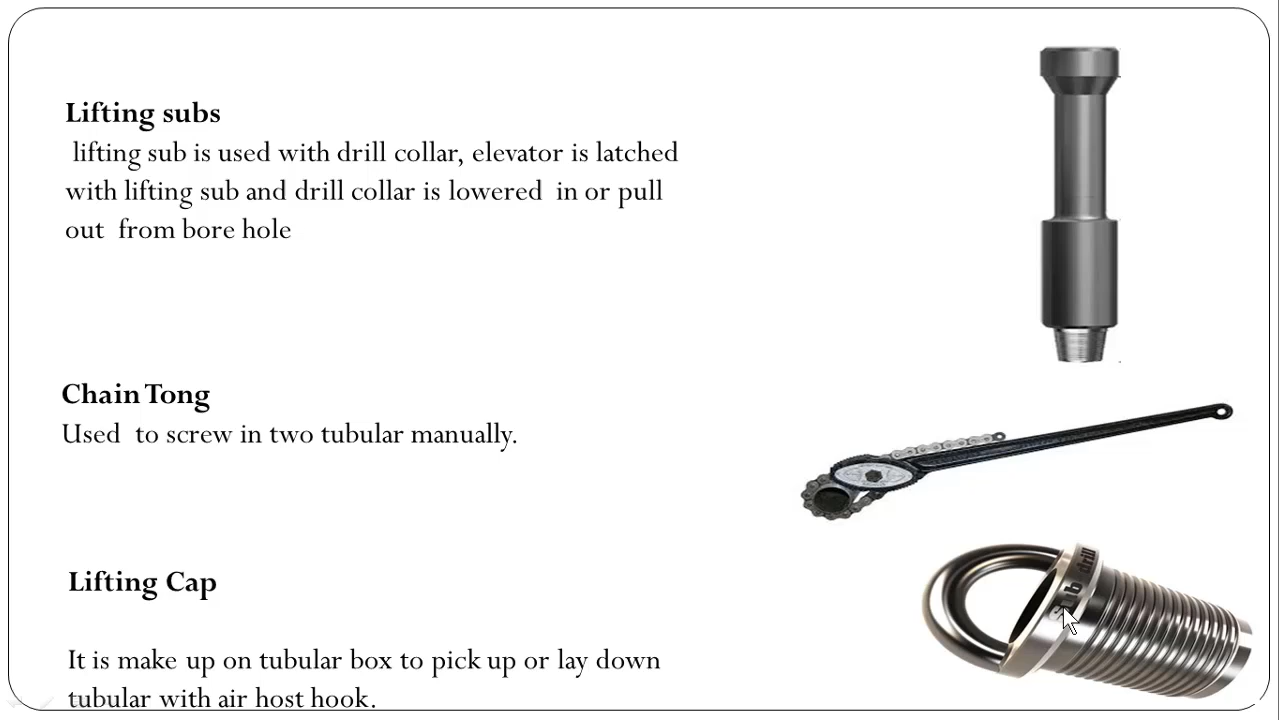 Lifting subs
lifting sub is used with drill collar, elevator is latched
with lifting sub and drill collar is lowered in or pull
out from bore hole
Chain Tong
Used to screw in two tubular manually.
Lifting Cap
Sub drill
It is make up on tubular box to pick up or lay down
tubular with air host hook.